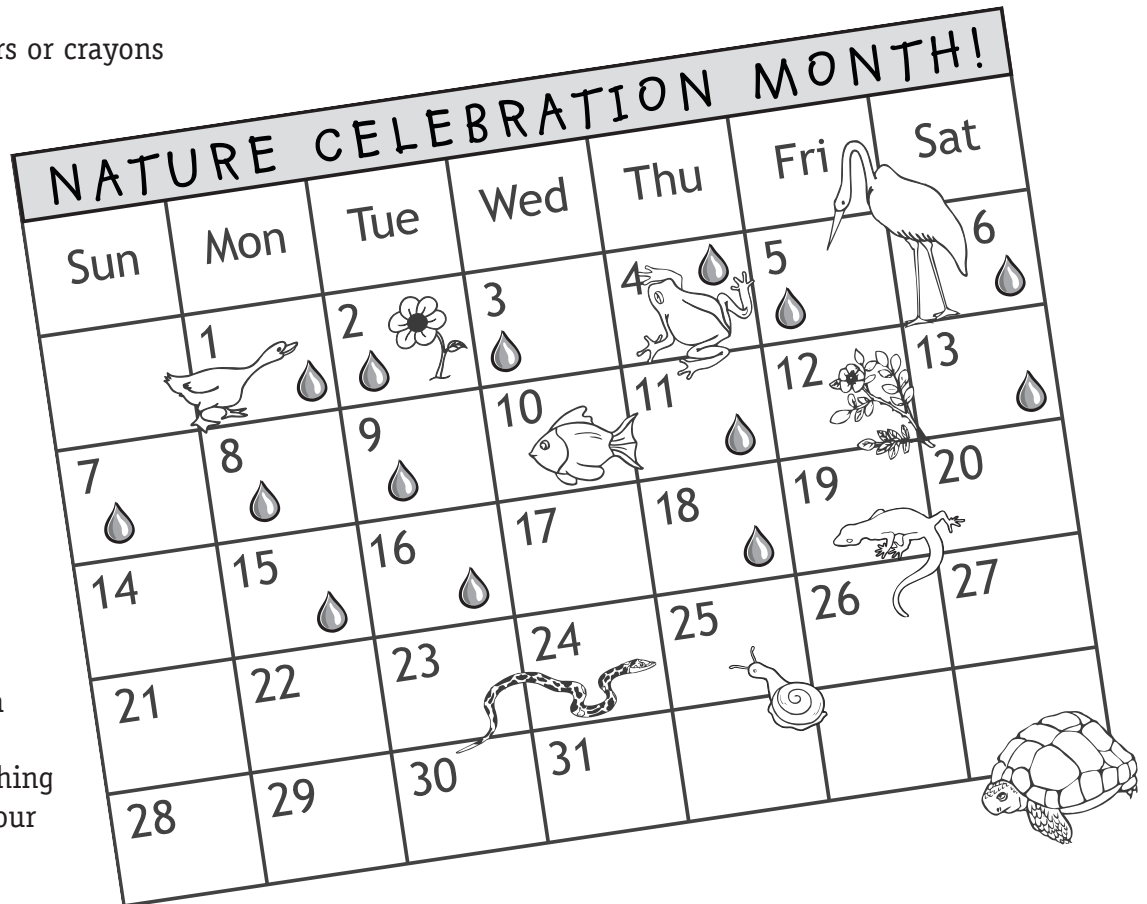 rs or crayons
NATURE CELEBRATION MONTH!
Sun Mon Tue Wed Thu Fri Sat
1 2 3 4 5 6
7 8 9 10 11 12 13
14 15 16 17 18 19 20
21 22 23 24 25 26 27
28 29 30 31
hing
our